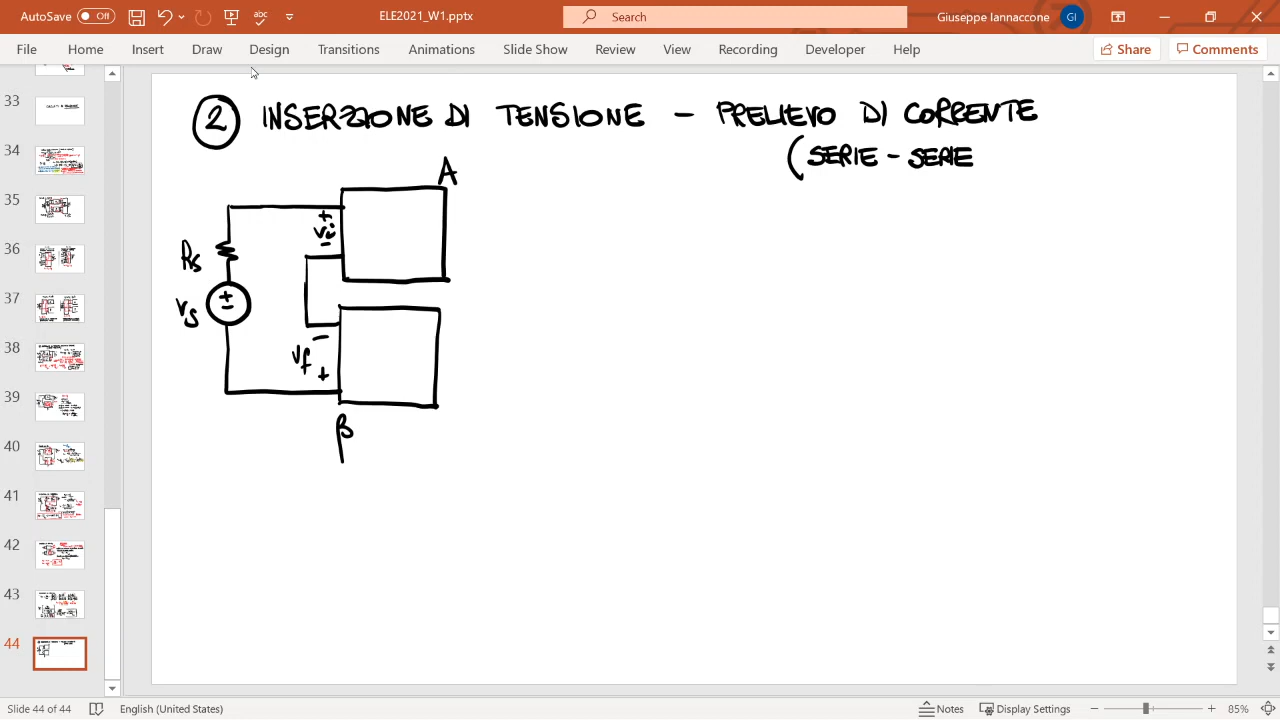 AutoSave Off ELE2021_W1.pptx Search Giuseppe Iannaccone GI
File Home Insert Draw Design Transitions Animations Slide Show Review View Recording Developer Help Share Comments
33
34
35
36
37
38
39
40
41
42
43
44
2 INSERZIONE DI TENSIONE - PRELIEVO DI CORRENTE
(SERIE - SERIE
A
+
vi
-
Rs
+
-
vs
-
vf
+
β
Slide 44 of 44 English (United States) Notes Display Settings 85%